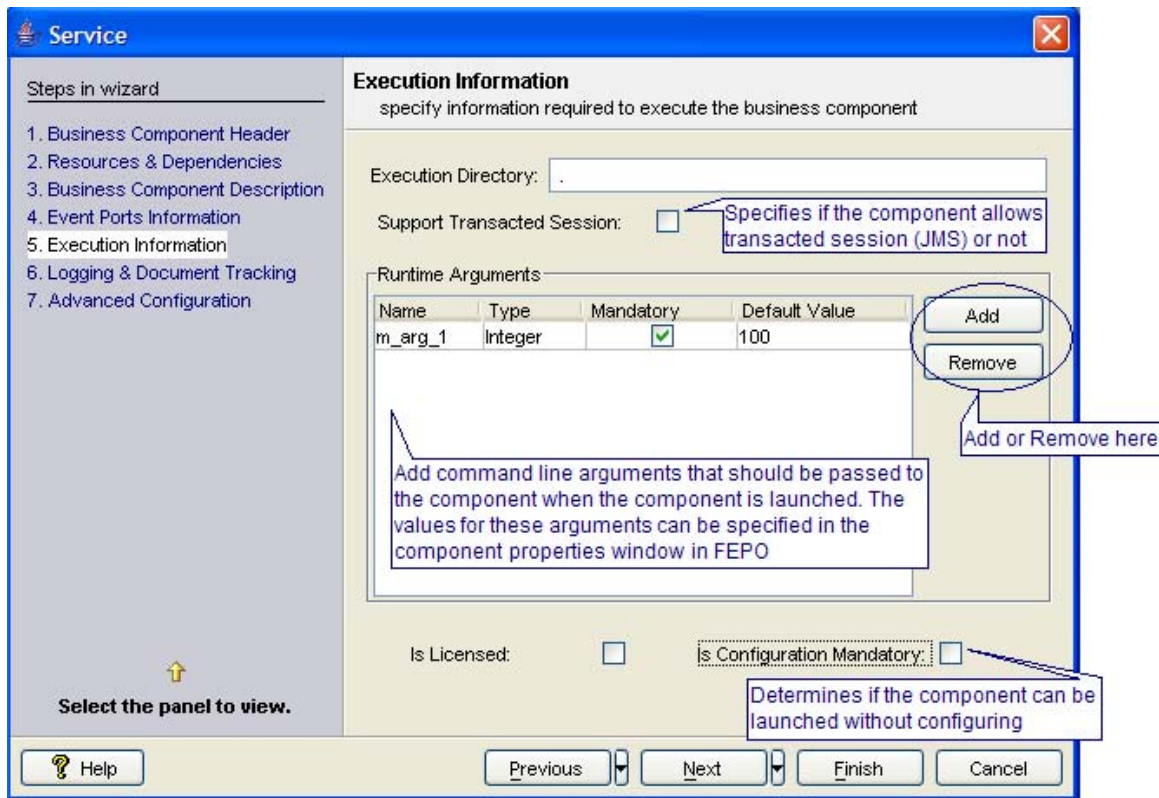 Service
Steps in wizard
1. Business Component Header
2. Resources & Dependencies
3. Business Component Description
4. Event Ports Information
5. Execution Information
6. Logging & Document Tracking
7. Advanced Configuration
Select the panel to view.
Execution Information
specify information required to execute the business component
Execution Directory: .
Support Transacted Session:
Specifies if the component allows
transacted session (JMS) or not
Runtime Arguments
Name Type Mandatory Default Value
m_arg_1 Integer 100
Add
Remove
Add or Remove here
Add command line arguments that should be passed to
the component when the component is launched. The
values for these arguments can be specified in the
component properties window in FEPO
Is Licensed:
Is Configuration Mandatory:
Determines if the component can be
launched without configuring
? Help
Previous
Next
Finish
Cancel